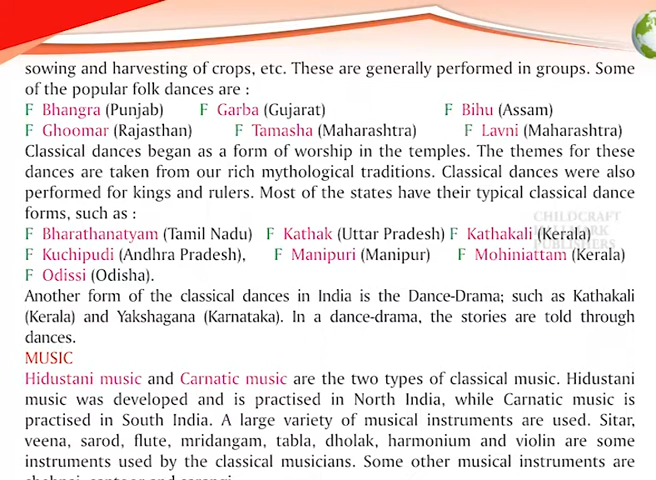 sowing and harvesting of crops, etc. These are generally performed in groups. Some
of the popular folk dances are :
F Bhangra (Punjab) F Garba (Gujarat) F Bihu (Assam)
F Ghoomar (Rajasthan) F Tamasha (Maharashtra) F Lavni (Maharashtra)
Classical dances began as a form of worship in the temples. The themes for these
dances are taken from our rich mythological traditions. Classical dances were also
performed for kings and rulers. Most of the states have their typical classical dance
forms, such as :
CHILDCRAFT
HALLMARK
PUBLISHERS
F Bharathanatyam (Tamil Nadu) F Kathak (Uttar Pradesh) F Kathakali (Kerala)
F Kuchipudi (Andhra Pradesh), F Manipuri (Manipur) F Mohiniattam (Kerala)
F Odissi (Odisha).
Another form of the classical dances in India is the Dance-Drama; such as Kathakali
(Kerala) and Yakshagana (Karnataka). In a dance-drama, the stories are told through
dances.
MUSIC
Hidustani music and Carnatic music are the two types of classical music. Hidustani
music was developed and is practised in North India, while Carnatic music is
practised in South India. A large variety of musical instruments are used. Sitar,
veena, sarod, flute, mridangam, tabla, dholak, harmonium and violin are some
instruments used by the classical musicians. Some other musical instruments are